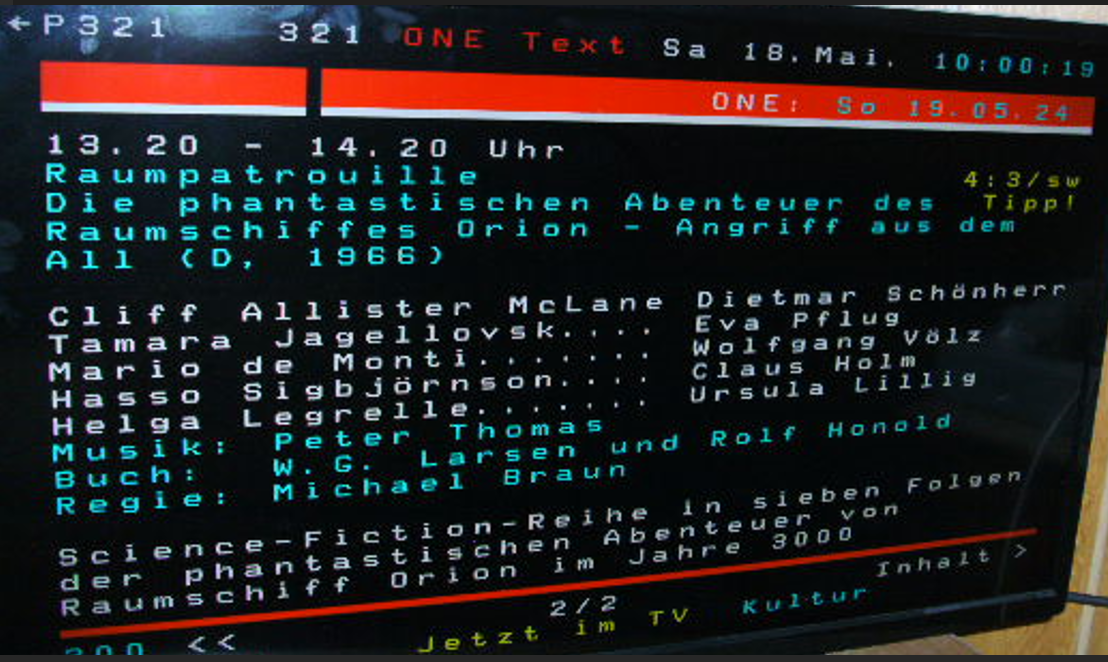 ←P321 321 ONE Text Sa 18.Mai. 10:00:19
ONE: So 19.05.24
13.20 - 14.20 Uhr
Raumpatrouille 4:3/sw
Die phantastischen Abenteuer des Tipp!
Raumschiffes Orion - Angriff aus dem
All (D, 1966)
Cliff Allister McLane Dietmar Schönherr
Tamara Jagellovsk.... Eva Pflug
Mario de Monti....... Wolfgang Völz
Hasso Sigbjörnson.... Claus Holm
Helga Legrelle....... Ursula Lillig
Musik: Peter Thomas
Buch: W.G. Larsen und Rolf Honold
Regie: Michael Braun
Science-Fiction-Reihe in sieben Folgen
der phantastischen Abenteuer von
Raumschiff Orion im Jahre 3000
Inhalt >
2/2
<< Jetzt im TV Kultur